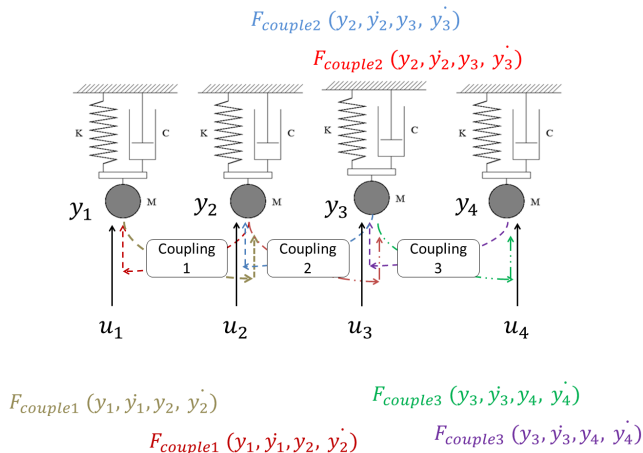 F_couple2 (y_2, ẏ_2, y_3, ẏ_3)
F_couple2 (y_2, ẏ_2, y_3, ẏ_3)
K C K C K C K C
y_1 M y_2 y_3 M y_4 M
Coupling 1
Coupling 2
Coupling 3
u_1 u_2 u_3 u_4
F_couple1 (y_1, ẏ_1, y_2, ẏ_2)
F_couple3 (y_3, ẏ_3, y_4, ẏ_4)
F_couple1 (y_1, ẏ_1, y_2, ẏ_2)
F_couple3 (y_3, ẏ_3, y_4, ẏ_4)